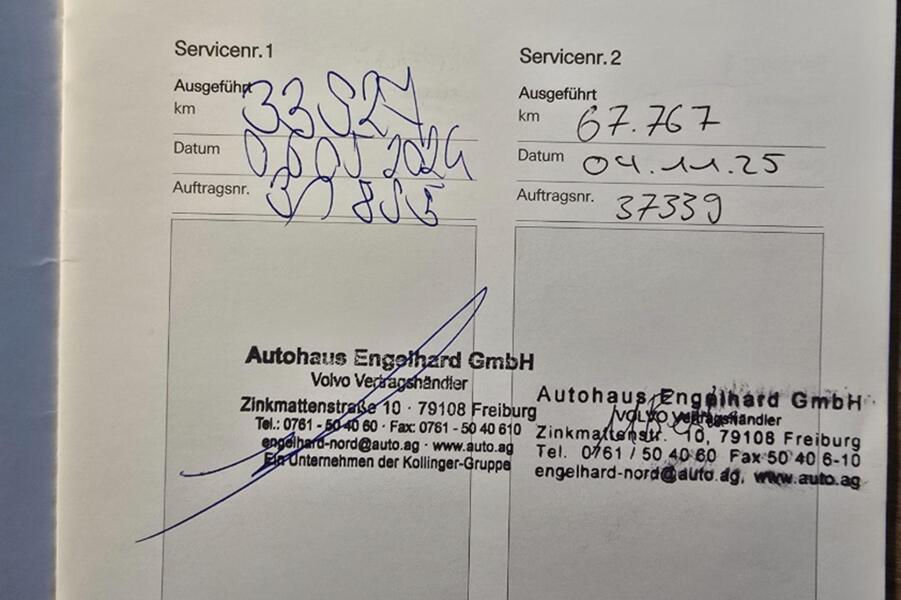 Servicenr. 1
Ausgeführt
km
Datum 2024
Auftragsnr.
Autohaus Engelhard GmbH
Volvo Vertragshändler
Zinkmattenstraße 10 · 79108 Freiburg
Tel.: 0761 - 50 40 60 · Fax: 0761 - 50 40 610
engelhard-nord@auto.ag · www.auto.ag
Ein Unternehmen der Kollinger-Gruppe
Servicenr. 2
Ausgeführt
km 67.767
Datum 04.11.25
Auftragsnr. 37339
Autohaus Engelhard GmbH
VOLVO Vertragshändler
Zinkmattenstr. 10, 79108 Freiburg
Tel. 0761 / 50 40 60 Fax 50 40 6-10
engelhard-nord@auto.ag, www.auto.ag